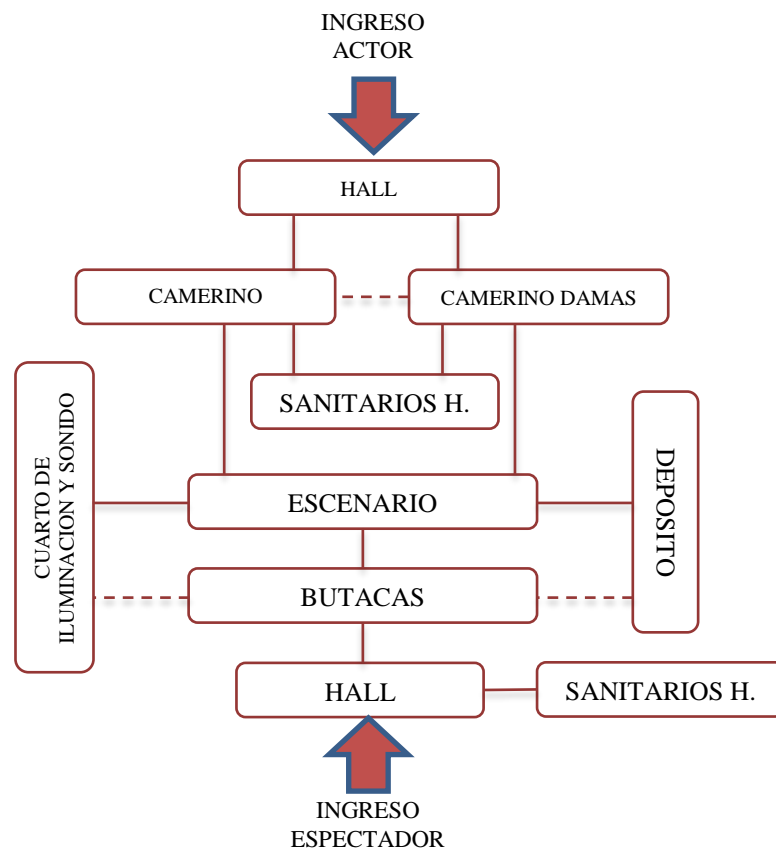 INGRESO
ACTOR
HALL
CAMERINO
CAMERINO DAMAS
SANITARIOS H.
CUARTO DE
ILUMINACION Y SONIDO
ESCENARIO
DEPOSITO
BUTACAS
HALL
SANITARIOS H.
INGRESO
ESPECTADOR